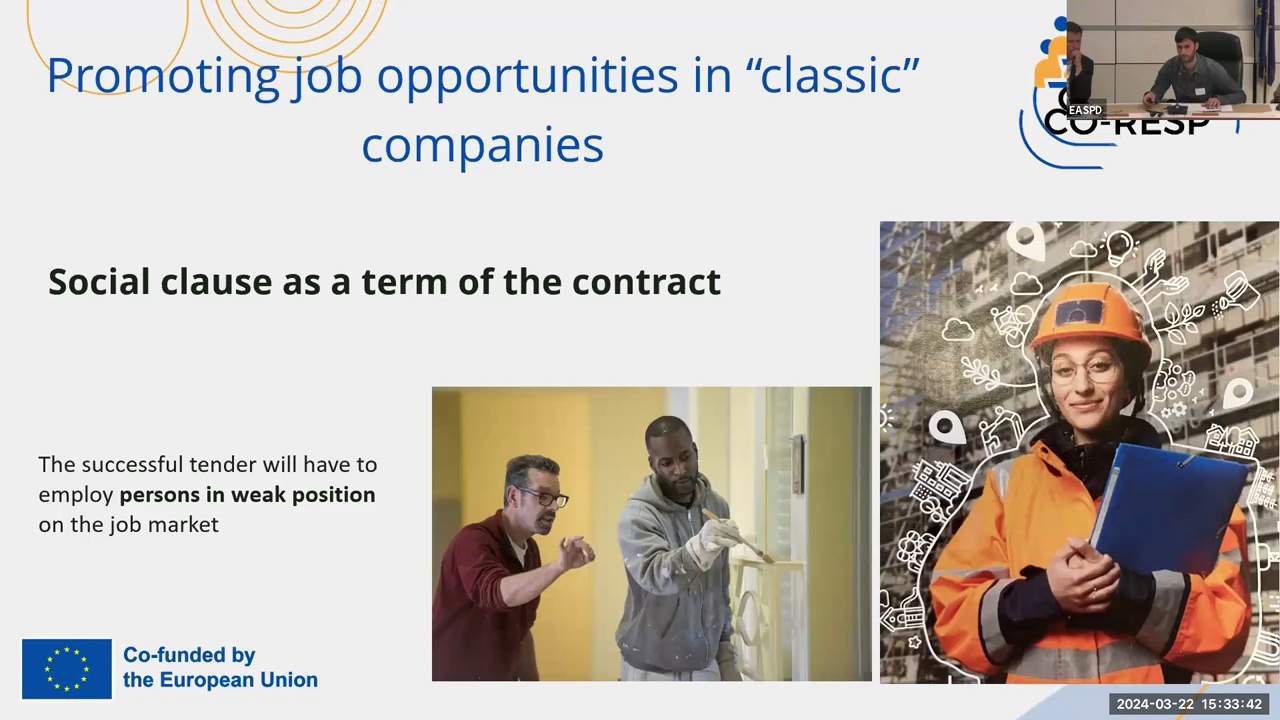 Promoting job opportunities in “classic”
companies
EASPD
CO-RESP
Social clause as a term of the contract
The successful tender will have to
employ persons in weak position
on the job market
Co-funded by
the European Union
2024-03-22 15:33:42